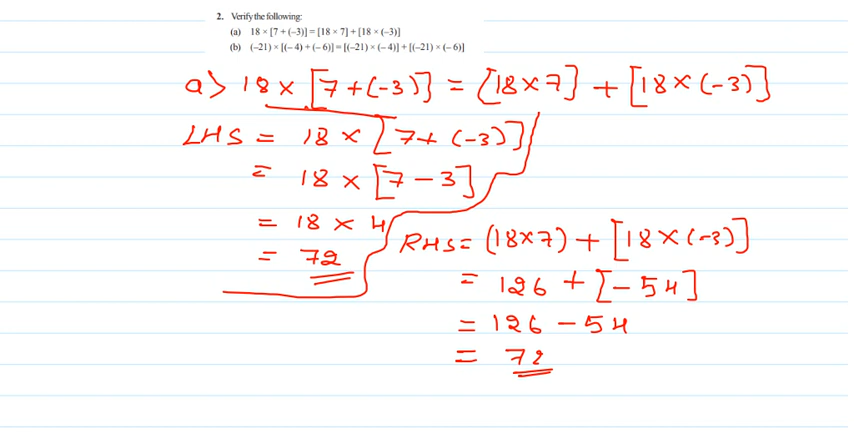 2. Verify the following:
(a) 18 × [7 + (–3)] = [18 × 7] + [18 × (–3)]
(b) (–21) × [(– 4) + (– 6)] = [(–21) × (– 4)] + [(–21) × (– 6)]
a) 18 × [7 + (-3)] = [18 × 7] + [18 × (-3)]
LHS = 18 × [7 + (-3)]
= 18 × [7 - 3]
= 18 × 4
= 72
RHS = (18 × 7) + [18 × (-3)]
= 126 + [-54]
= 126 - 54
= 72